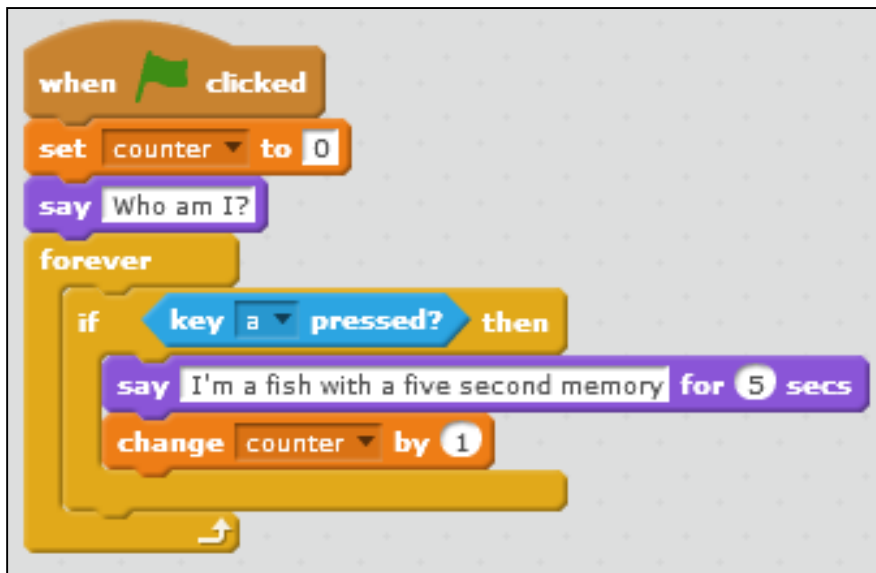 when clicked
set counter to 0
say Who am I?
forever
if key a pressed? then
say I'm a fish with a five second memory for 5 secs
change counter by 1